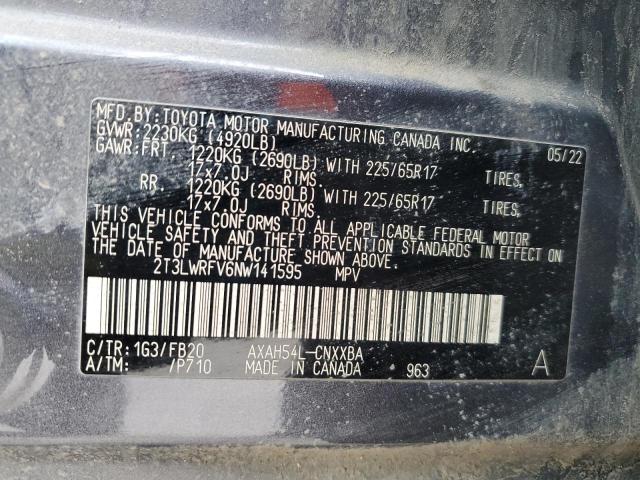 MFD.BY:TOYOTA MOTOR MANUFACTURING CANADA INC. 05/22
GVWR:2230KG (4920LB)
GAWR:FRT. 1220KG (2690LB) WITH 225/65R17 TIRES,
17x7.0J RIMS.
RR. 1220KG (2690LB) WITH 225/65R17 TIRES,
17x7.0J RIMS.
THIS VEHICLE CONFORMS TO ALL APPLICABLE FEDERAL MOTOR
VEHICLE SAFETY AND THEFT PREVENTION STANDARDS IN EFFECT ON
THE DATE OF MANUFACTURE SHOWN ABOVE.
2T3LWRFV6NW141595 MPV
C/TR:1G3/FB20 AXAH54L-CNXXBA A
A/TM: /P710 MADE IN CANADA 963